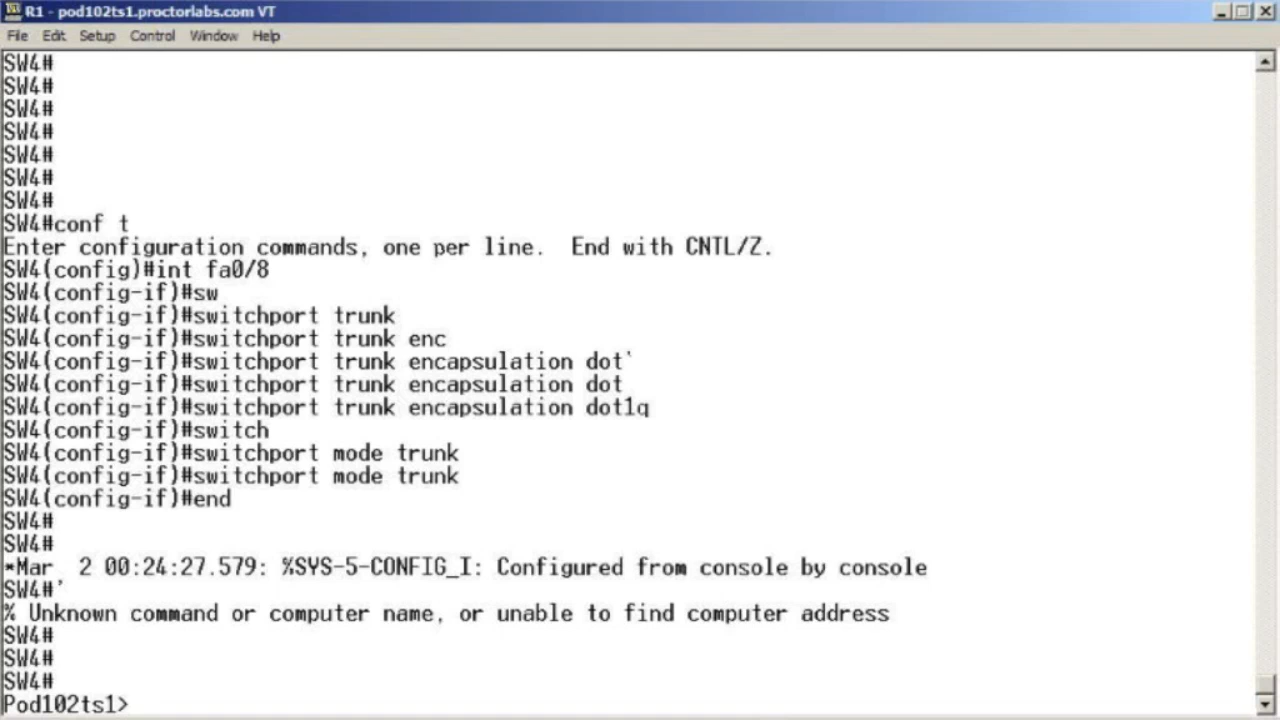 R1 - pod102ts1.proctorlabs.com VT
File Edit Setup Control Window Help
SW4#
SW4#
SW4#
SW4#
SW4#
SW4#
SW4#
SW4#conf t
Enter configuration commands, one per line.  End with CNTL/Z.
SW4(config)#int fa0/8
SW4(config-if)#sw
SW4(config-if)#switchport trunk
SW4(config-if)#switchport trunk enc
SW4(config-if)#switchport trunk encapsulation dot`
SW4(config-if)#switchport trunk encapsulation dot
SW4(config-if)#switchport trunk encapsulation dot1q
SW4(config-if)#switch
SW4(config-if)#switchport mode trunk
SW4(config-if)#switchport mode trunk
SW4(config-if)#end
SW4#
SW4#
*Mar  2 00:24:27.579: %SYS-5-CONFIG_I: Configured from console by console
SW4#'
% Unknown command or computer name, or unable to find computer address
SW4#
SW4#
SW4#
Pod102ts1>